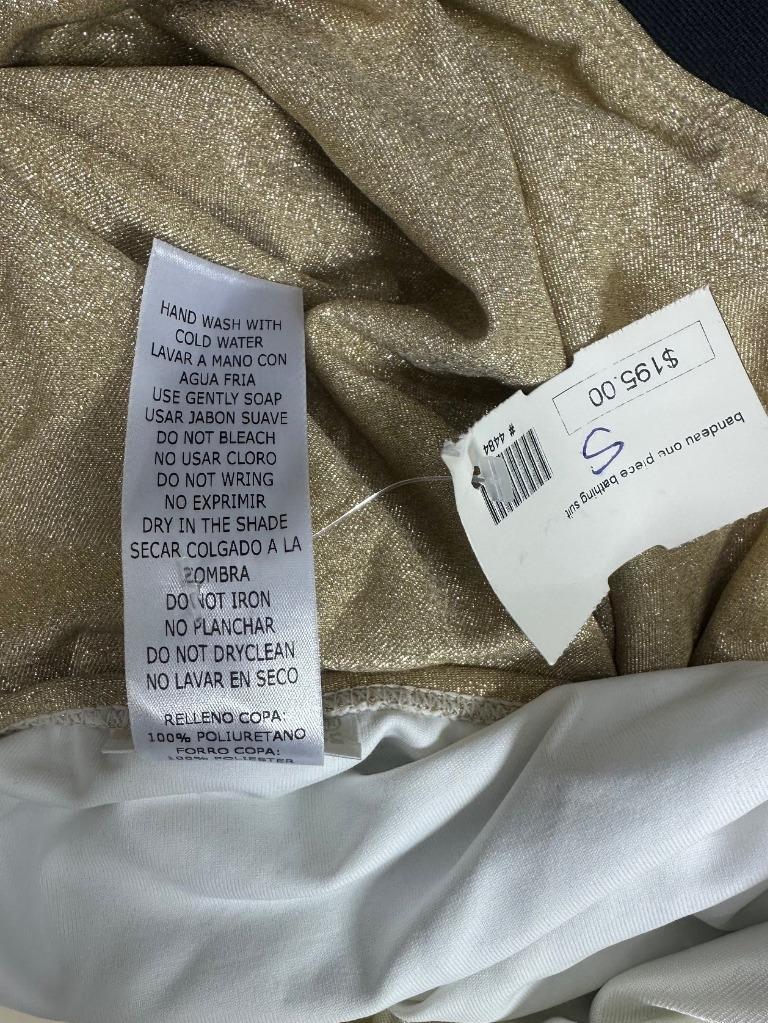 HAND WASH WITH
COLD WATER
LAVAR A MANO CON
AGUA FRIA
USE GENTLY SOAP
USAR JABON SUAVE
DO NOT BLEACH
NO USAR CLORO
DO NOT WRING
NO EXPRIMIR
DRY IN THE SHADE
SECAR COLGADO A LA
ZOMBRA
DO NOT IRON
NO PLANCHAR
DO NOT DRYCLEAN
NO LAVAR EN SECO
RELLENO COPA:
100% POLIURETANO
FORRO COPA:
100% POLIESTER
bandeau one piece bathing suit
$195.00
S
# 4484